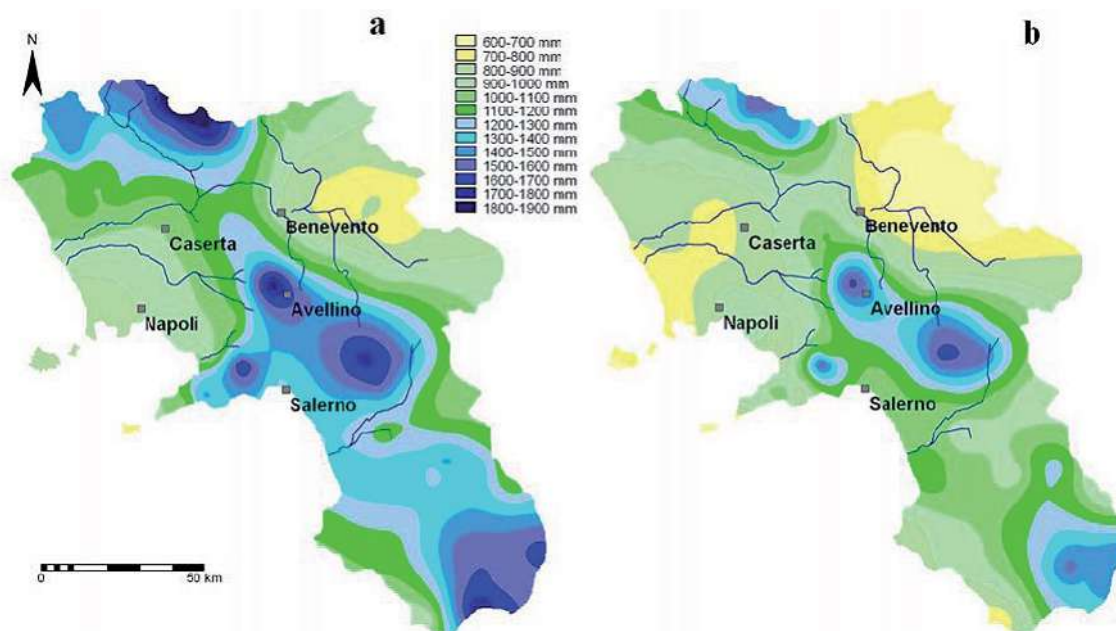 a
b
N
600-700 mm
700-800 mm
800-900 mm
900-1000 mm
1000-1100 mm
1100-1200 mm
1200-1300 mm
1300-1400 mm
1400-1500 mm
1500-1600 mm
1600-1700 mm
1700-1800 mm
1800-1900 mm
Benevento
Caserta
Avellino
Napoli
Salerno
Benevento
Caserta
Avellino
Napoli
Salerno
0 50 km